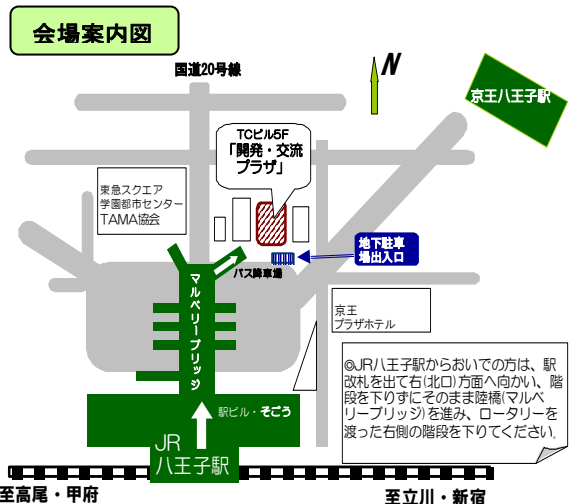 会場案内図
国道20号線
N
京王八王子駅
TCビル5F
「開発・交流
プラザ」
東急スクエア
学園都市センター
TAMA協会
地下駐車
場出入口
バス降車場
マルベリーブリッジ
京王
プラザホテル
◎JR八王子駅からおいでの方は、駅
改札を出て右(北口)方面へ向かい、階
段を下りずにそのまま陸橋(マルベ
リーブリッジ)を進み、ロータリーを
渡った右側の階段を下りてください。
駅ビル・そごう
JR
八王子駅
至高尾・甲府
至立川・新宿